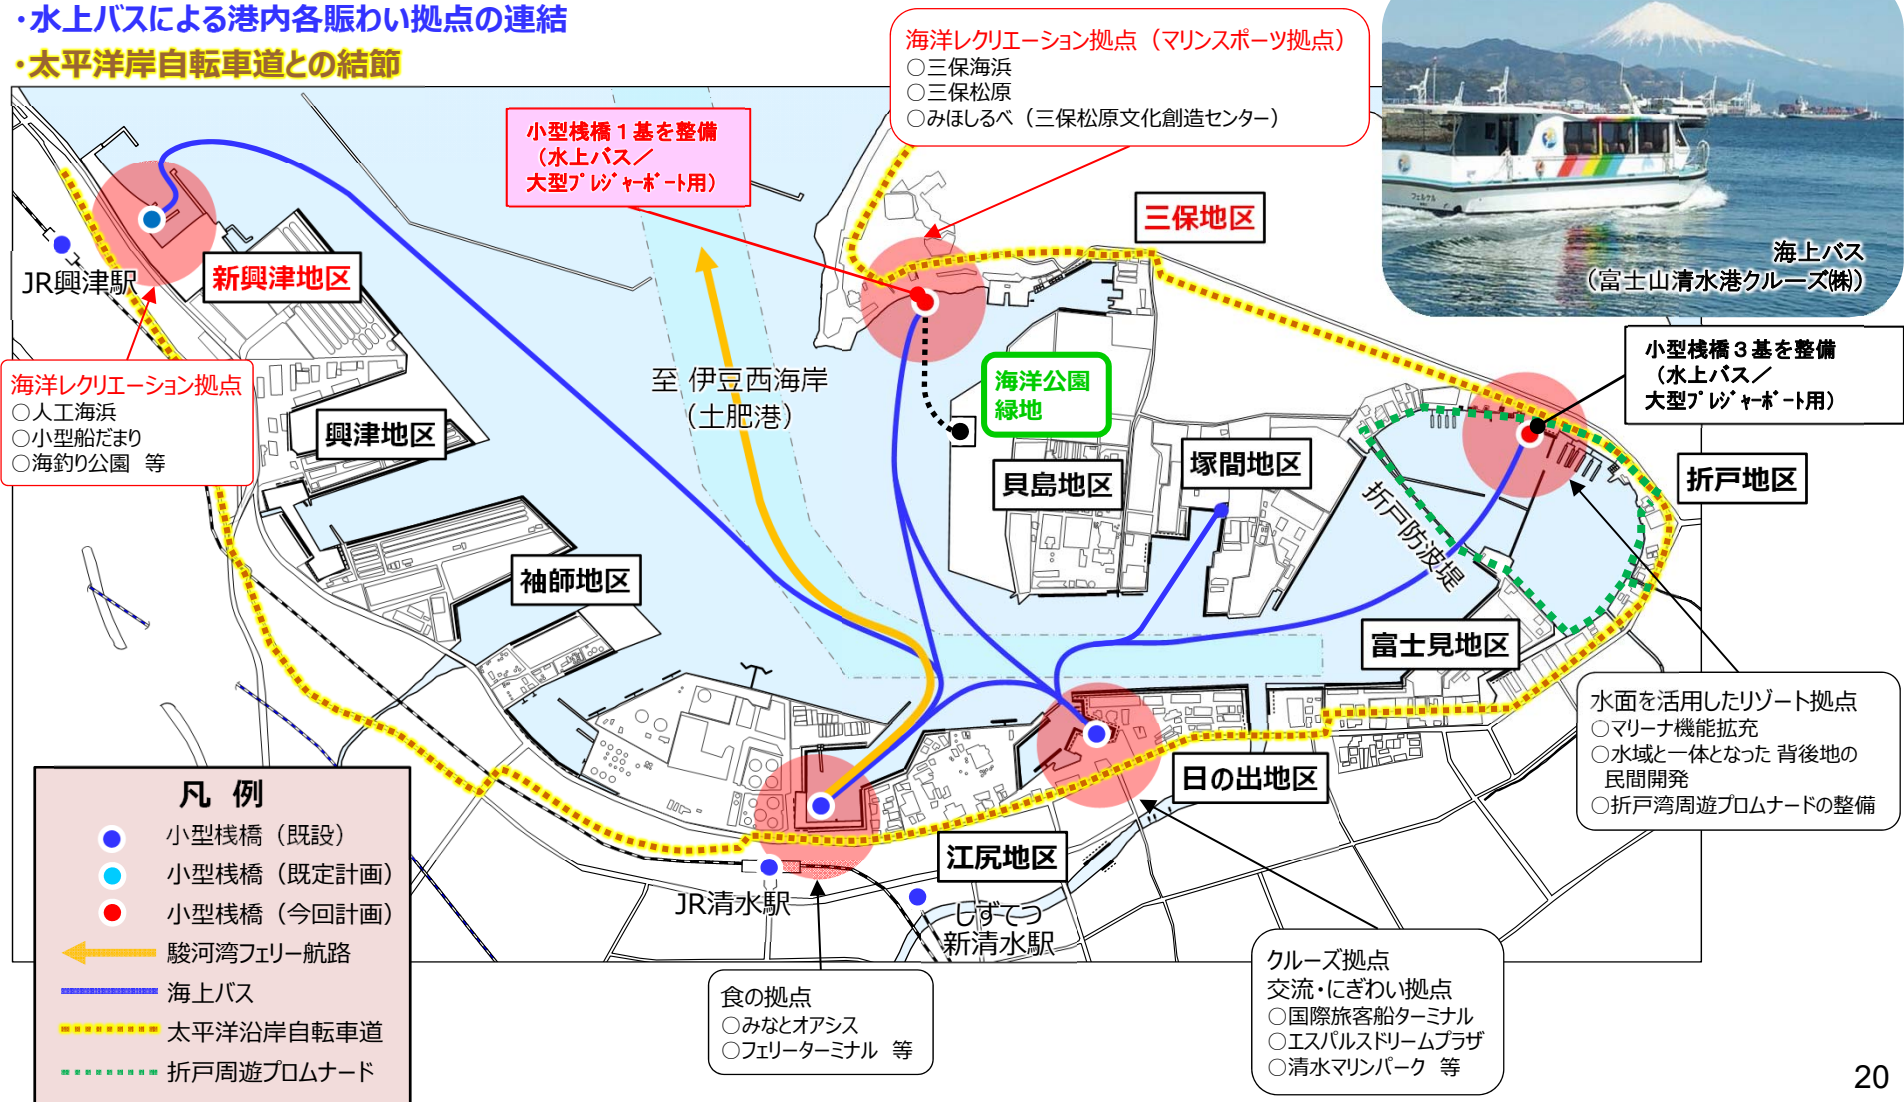 ・水上バスによる港内各賑わい拠点の連結
・太平洋岸自転車道との結節
海洋レクリエーション拠点（マリンスポーツ拠点）
○三保海浜
○三保松原
○みほしるべ（三保松原文化創造センター）
小型桟橋１基を整備
（水上バス／
大型プレジャーボート用）
三保地区
海上バス
（富士山清水港クルーズ㈱）
フェルケル
JR興津駅
新興津地区
海洋レクリエーション拠点
○人工海浜
○小型船だまり
○海釣り公園　等
興津地区
至 伊豆西海岸
（土肥港）
海洋公園
緑地
小型桟橋３基を整備
（水上バス／
大型プレジャーボート用）
貝島地区
塚間地区
折戸地区
折戸防波堤
袖師地区
富士見地区
水面を活用したリゾート拠点
○マリーナ機能拡充
○水域と一体となった 背後地の
民間開発
○折戸湾周遊プロムナードの整備
日の出地区
江尻地区
JR清水駅
しずてつ
新清水駅
凡 例
小型桟橋（既設）
小型桟橋（既定計画）
小型桟橋（今回計画）
駿河湾フェリー航路
海上バス
太平洋沿岸自転車道
折戸周遊プロムナード
食の拠点
○みなとオアシス
○フェリーターミナル　等
クルーズ拠点
交流・にぎわい拠点
○国際旅客船ターミナル
○エスパルスドリームプラザ
○清水マリンパーク　等
20